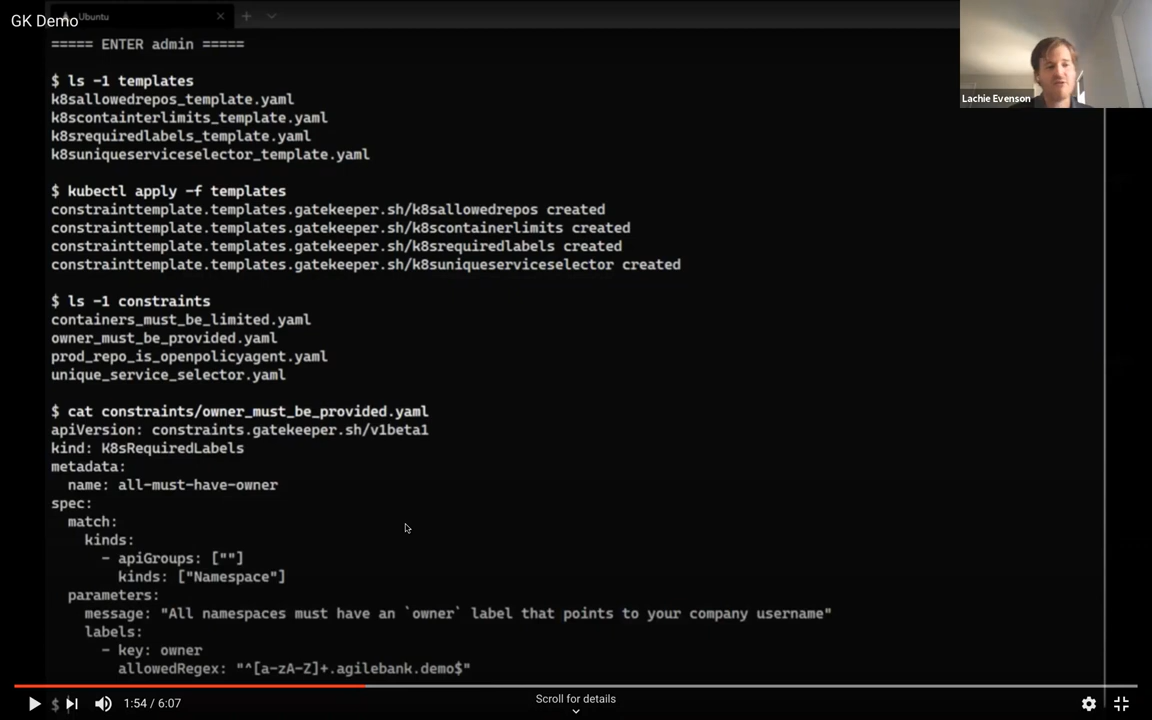 GK Demo
Ubuntu
===== ENTER admin =====
$ ls -1 templates
k8sallowedrepos_template.yaml
k8scontainterlimits_template.yaml
k8srequiredlabels_template.yaml
k8suniqueserviceselector_template.yaml
$ kubectl apply -f templates
constrainttemplate.templates.gatekeeper.sh/k8sallowedrepos created
constrainttemplate.templates.gatekeeper.sh/k8scontainerlimits created
constrainttemplate.templates.gatekeeper.sh/k8srequiredlabels created
constrainttemplate.templates.gatekeeper.sh/k8suniqueserviceselector created
$ ls -1 constraints
containers_must_be_limited.yaml
owner_must_be_provided.yaml
prod_repo_is_openpolicyagent.yaml
unique_service_selector.yaml
$ cat constraints/owner_must_be_provided.yaml
apiVersion: constraints.gatekeeper.sh/v1beta1
kind: K8sRequiredLabels
metadata:
  name: all-must-have-owner
spec:
  match:
    kinds:
      - apiGroups: [""]
        kinds: ["Namespace"]
  parameters:
    message: "All namespaces must have an `owner` label that points to your company username"
    labels:
      - key: owner
        allowedRegex: "^[a-zA-Z]+.agilebank.demo$"
$
Lachie Evenson
1:54 / 6:07
Scroll for details